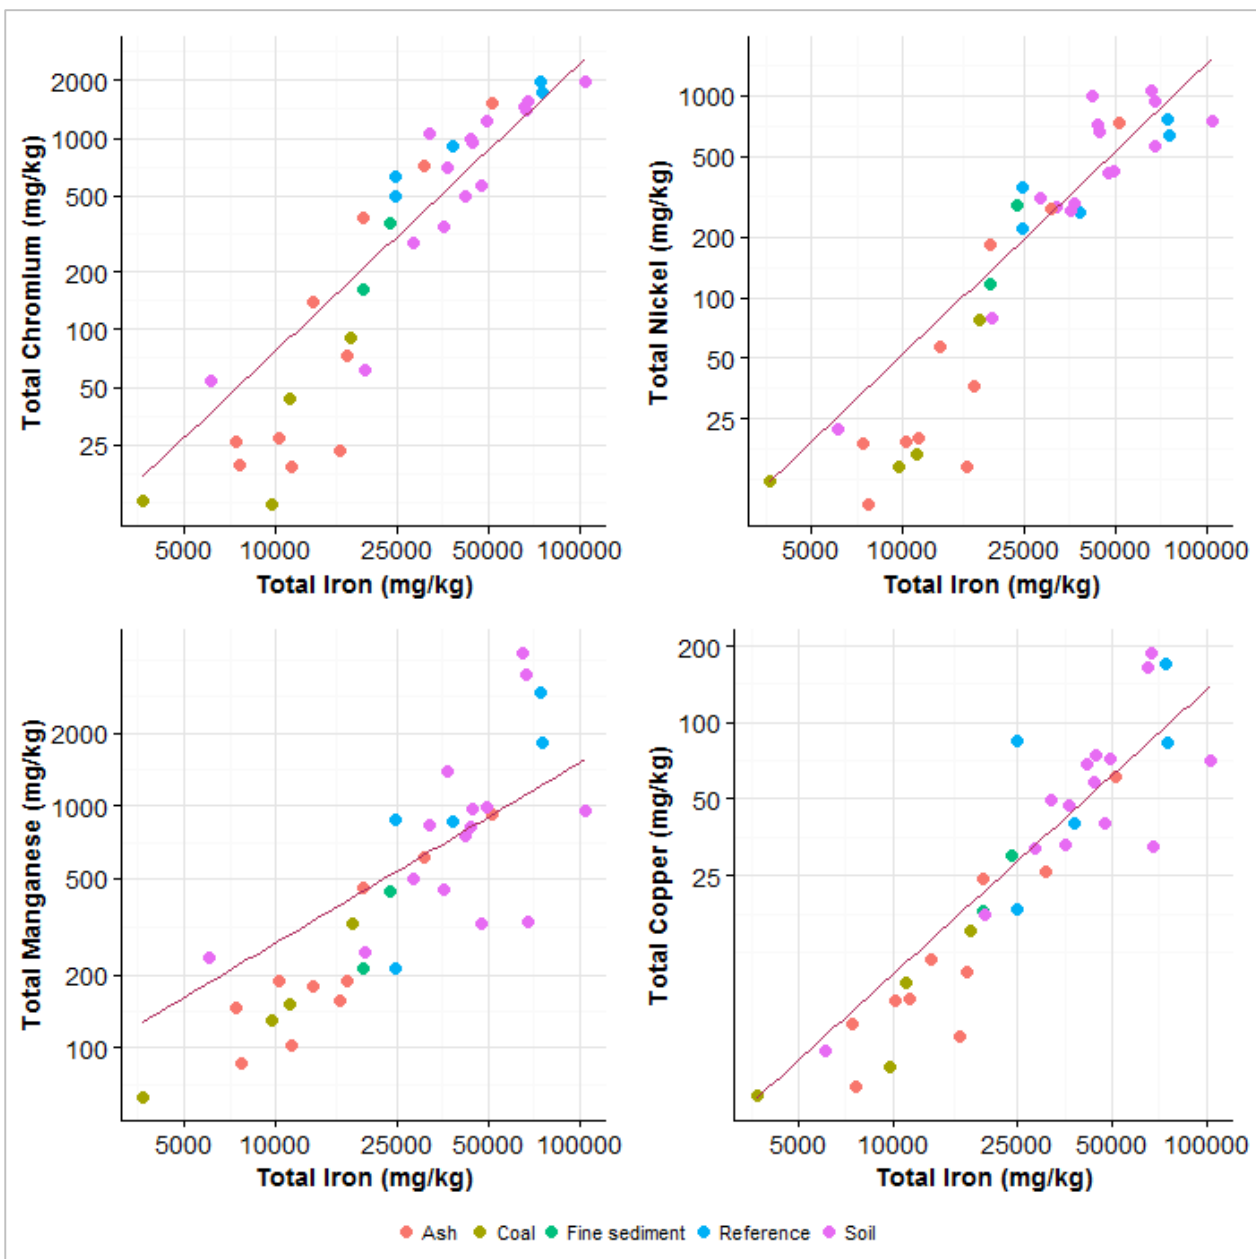 Total Chromium (mg/kg)
2000
1000
500
200
100
50
25
5000 10000 25000 50000 100000
Total Iron (mg/kg)
Total Nickel (mg/kg)
1000
500
200
100
50
25
5000 10000 25000 50000 100000
Total Iron (mg/kg)
Total Manganese (mg/kg)
2000
1000
500
200
100
5000 10000 25000 50000 100000
Total Iron (mg/kg)
Total Copper (mg/kg)
200
100
50
25
5000 10000 25000 50000 100000
Total Iron (mg/kg)
Ash Coal Fine sediment Reference Soil